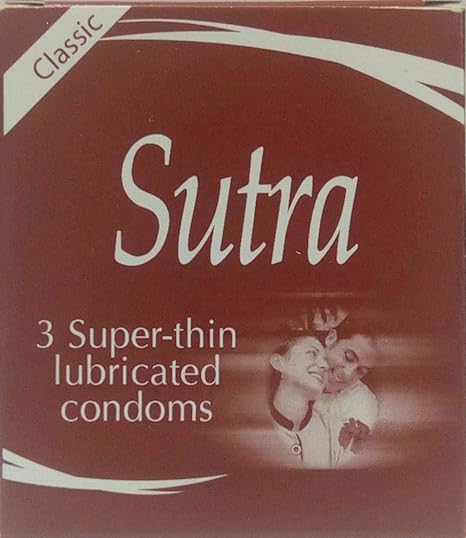 Classic
Sutra
3 Super-thin
lubricated
condoms